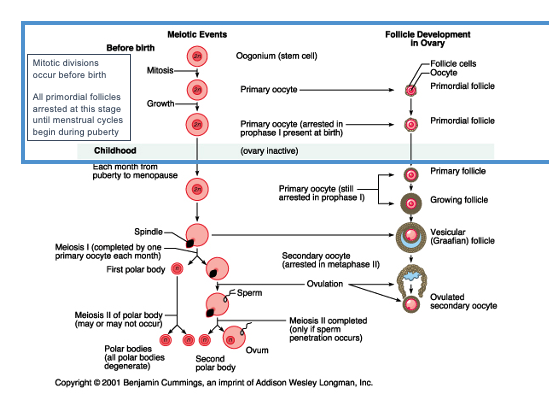 Meiotic Events
Follicle Development
in Ovary
Before birth
Mitotic divisions
occur before birth
All primordial follicles
arrested at this stage
until menstrual cycles
begin during puberty
2n
Oogonium (stem cell)
Follicle cells
Oocyte
Mitosis
2n
Primary oocyte
Primordial follicle
Growth
2n
Primary oocyte (arrested in
prophase I present at birth)
Primordial follicle
Childhood
(ovary inactive)
Each month from
puberty to menopause
2n
Primary oocyte (still
arrested in prophase I)
Primary follicle
Growing follicle
Spindle
Vesicular
(Graafian) follicle
Meiosis I (completed by one
primary oocyte each month)
First polar body
n
Secondary oocyte
(arrested in metaphase II)
Ovulation
Sperm
Ovulated
secondary oocyte
Meiosis II of polar body
(may or may not occur)
Meiosis II completed
(only if sperm
penetration occurs)
Polar bodies
(all polar bodies
degenerate)
Second
polar body
Ovum
Copyright © 2001 Benjamin Cummings, an imprint of Addison Wesley Longman, Inc.